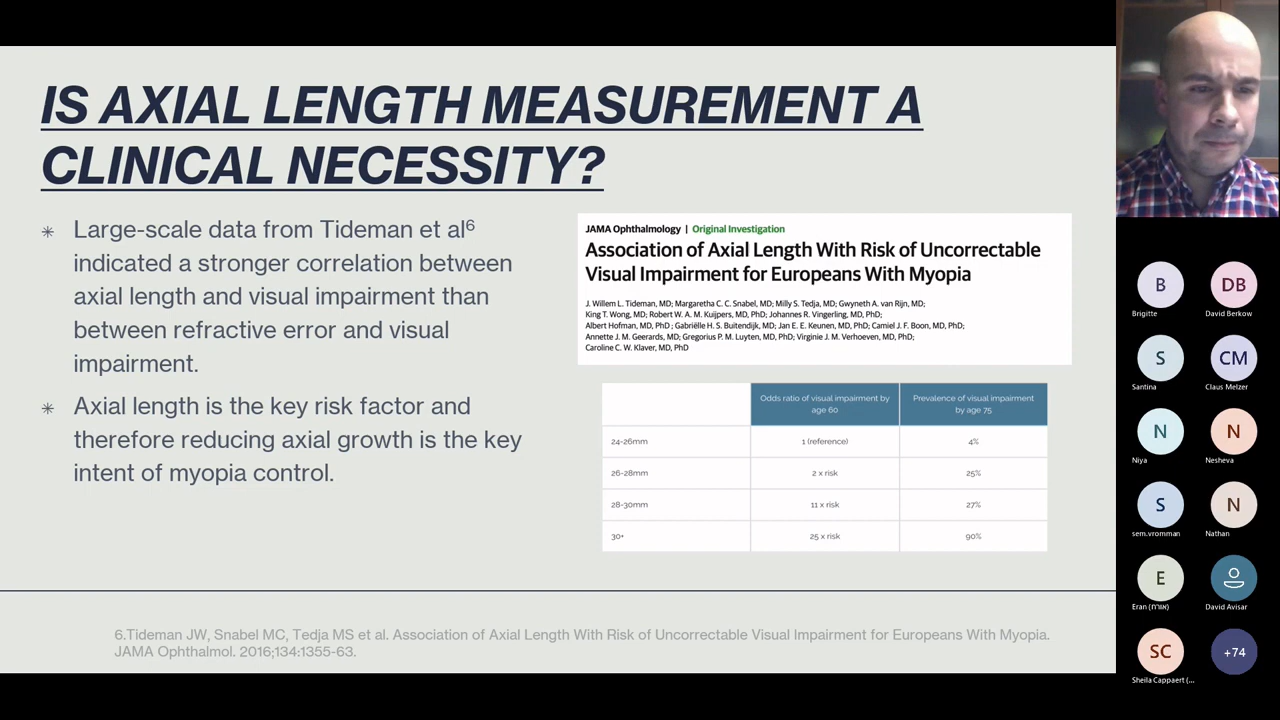 IS AXIAL LENGTH MEASUREMENT A
CLINICAL NECESSITY?
✳ Large-scale data from Tideman et al⁶
indicated a stronger correlation between
axial length and visual impairment than
between refractive error and visual
impairment.
✳ Axial length is the key risk factor and
therefore reducing axial growth is the key
intent of myopia control.
JAMA Ophthalmology | Original Investigation
Association of Axial Length With Risk of Uncorrectable
Visual Impairment for Europeans With Myopia
J. Willem L. Tideman, MD; Margaretha C. C. Snabel, MD; Milly S. Tedja, MD; Gwyneth A. van Rijn, MD;
King T. Wong, MD; Robert W. A. M. Kuijpers, MD, PhD; Johannes R. Vingerling, MD, PhD;
Albert Hofman, MD, PhD; Gabriëlle H. S. Buitendijk, MD; Jan E. E. Keunen, MD, PhD; Camiel J. F. Boon, MD, PhD;
Annette J. M. Geerards, MD; Gregorius P. M. Luyten, MD, PhD; Virginie J. M. Verhoeven, MD, PhD;
Caroline C. W. Klaver, MD, PhD
Odds ratio of visual impairment by
age 60
Prevalence of visual impairment
by age 75
24-26mm 1 (reference) 4%
26-28mm 2 x risk 25%
28-30mm 11 x risk 27%
30+ 25 x risk 90%
6.Tideman JW, Snabel MC, Tedja MS et al. Association of Axial Length With Risk of Uncorrectable Visual Impairment for Europeans With Myopia.
JAMA Ophthalmol. 2016;134:1355-63.
B DB
Brigitte David Berkow
S CM
Santina Claus Melzer
N N
Niya Nesheva
S N
sem.vromman Nathan
E
Eran (אורח) David Avisar
SC +74
Sheila Cappaert (...